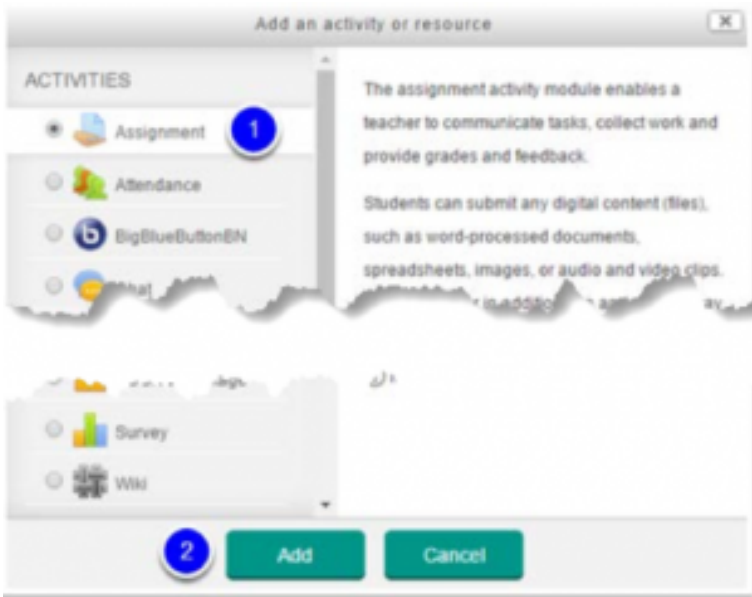 Add an activity or resource
ACTIVITIES
Assignment
1
Attendance
BigBlueButtonBN
Survey
Wiki
The assignment activity module enables a
teacher to communicate tasks, collect work and
provide grades and feedback.
Students can submit any digital content (files),
such as word-processed documents,
spreadsheets, images, or audio and video clips.
2
Add
Cancel